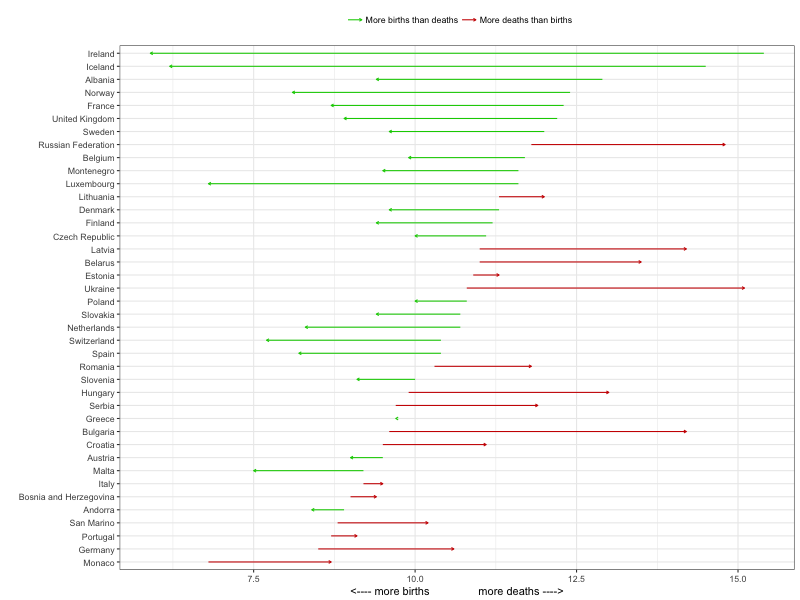 More births than deaths More deaths than births
Ireland
Iceland
Albania
Norway
France
United Kingdom
Sweden
Russian Federation
Belgium
Montenegro
Luxembourg
Lithuania
Denmark
Finland
Czech Republic
Latvia
Belarus
Estonia
Ukraine
Poland
Slovakia
Netherlands
Switzerland
Spain
Romania
Slovenia
Hungary
Serbia
Greece
Bulgaria
Croatia
Austria
Malta
Italy
Bosnia and Herzegovina
Andorra
San Marino
Portugal
Germany
Monaco
7.5 10.0 12.5 15.0
<---- more births more deaths ---->